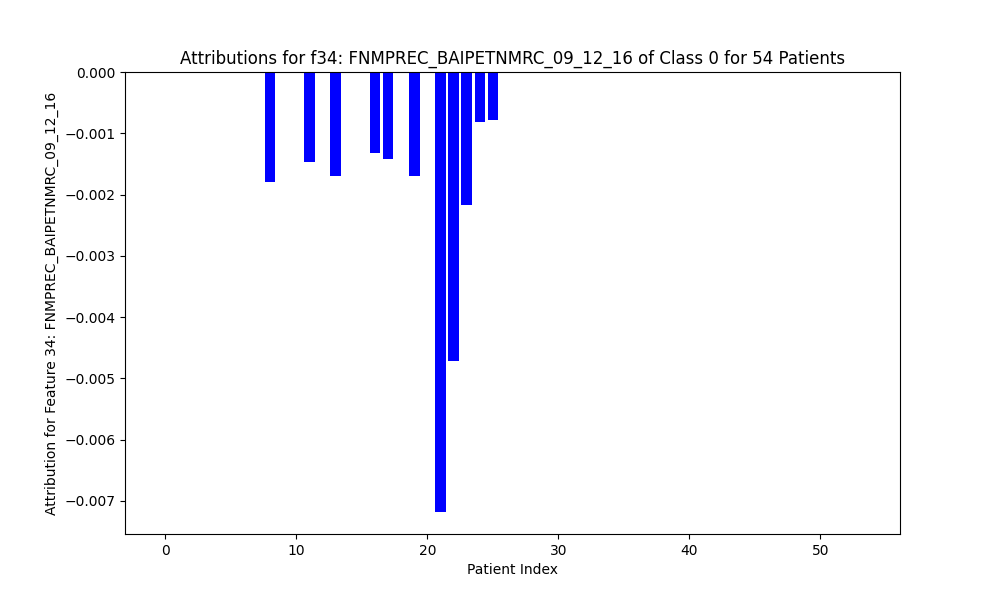 Attributions for f34: FNMPREC_BAIPETNMRC_09_12_16 of Class 0 for 54 Patients
Attribution for Feature 34: FNMPREC_BAIPETNMRC_09_12_16
0.000
−0.001
−0.002
−0.003
−0.004
−0.005
−0.006
−0.007
0 10 20 30 40 50
Patient Index